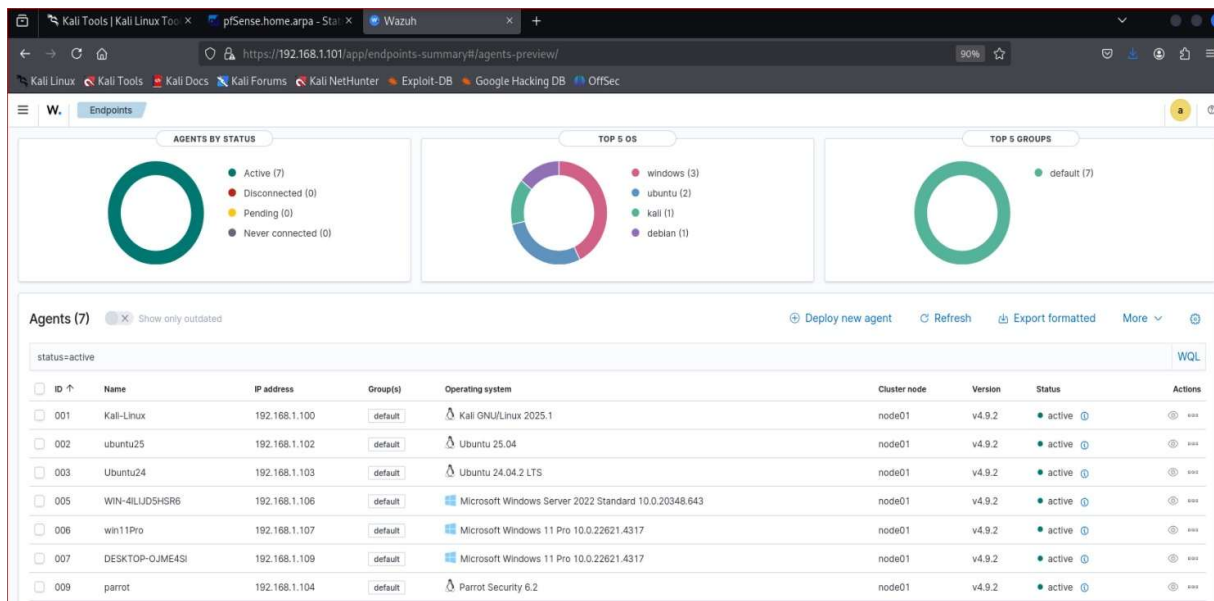 Kali Tools | Kali Linux Too
pfSense.home.arpa - Sta
Wazuh
https://192.168.1.101/app/endpoints-summary#/agents-preview/
90%
Kali Linux Kali Tools Kali Docs Kali Forums Kali NetHunter Exploit-DB Google Hacking DB OffSec
W. Endpoints a
AGENTS BY STATUS
Active (7)
Disconnected (0)
Pending (0)
Never connected (0)
TOP 5 OS
windows (3)
ubuntu (2)
kali (1)
debian (1)
TOP 5 GROUPS
default (7)
Agents (7) Show only outdated Deploy new agent Refresh Export formatted More
status=active WQL
ID Name IP address Group(s) Operating system Cluster node Version Status Actions
001 Kali-Linux 192.168.1.100 default Kali GNU/Linux 2025.1 node01 v4.9.2 active
002 ubuntu25 192.168.1.102 default Ubuntu 25.04 node01 v4.9.2 active
003 Ubuntu24 192.168.1.103 default Ubuntu 24.04.2 LTS node01 v4.9.2 active
005 WIN-4ILIJD5HSR6 192.168.1.106 default Microsoft Windows Server 2022 Standard 10.0.20348.643 node01 v4.9.2 active
006 win11Pro 192.168.1.107 default Microsoft Windows 11 Pro 10.0.22621.4317 node01 v4.9.2 active
007 DESKTOP-OJME4SI 192.168.1.109 default Microsoft Windows 11 Pro 10.0.22621.4317 node01 v4.9.2 active
009 parrot 192.168.1.104 default Parrot Security 6.2 node01 v4.9.2 active